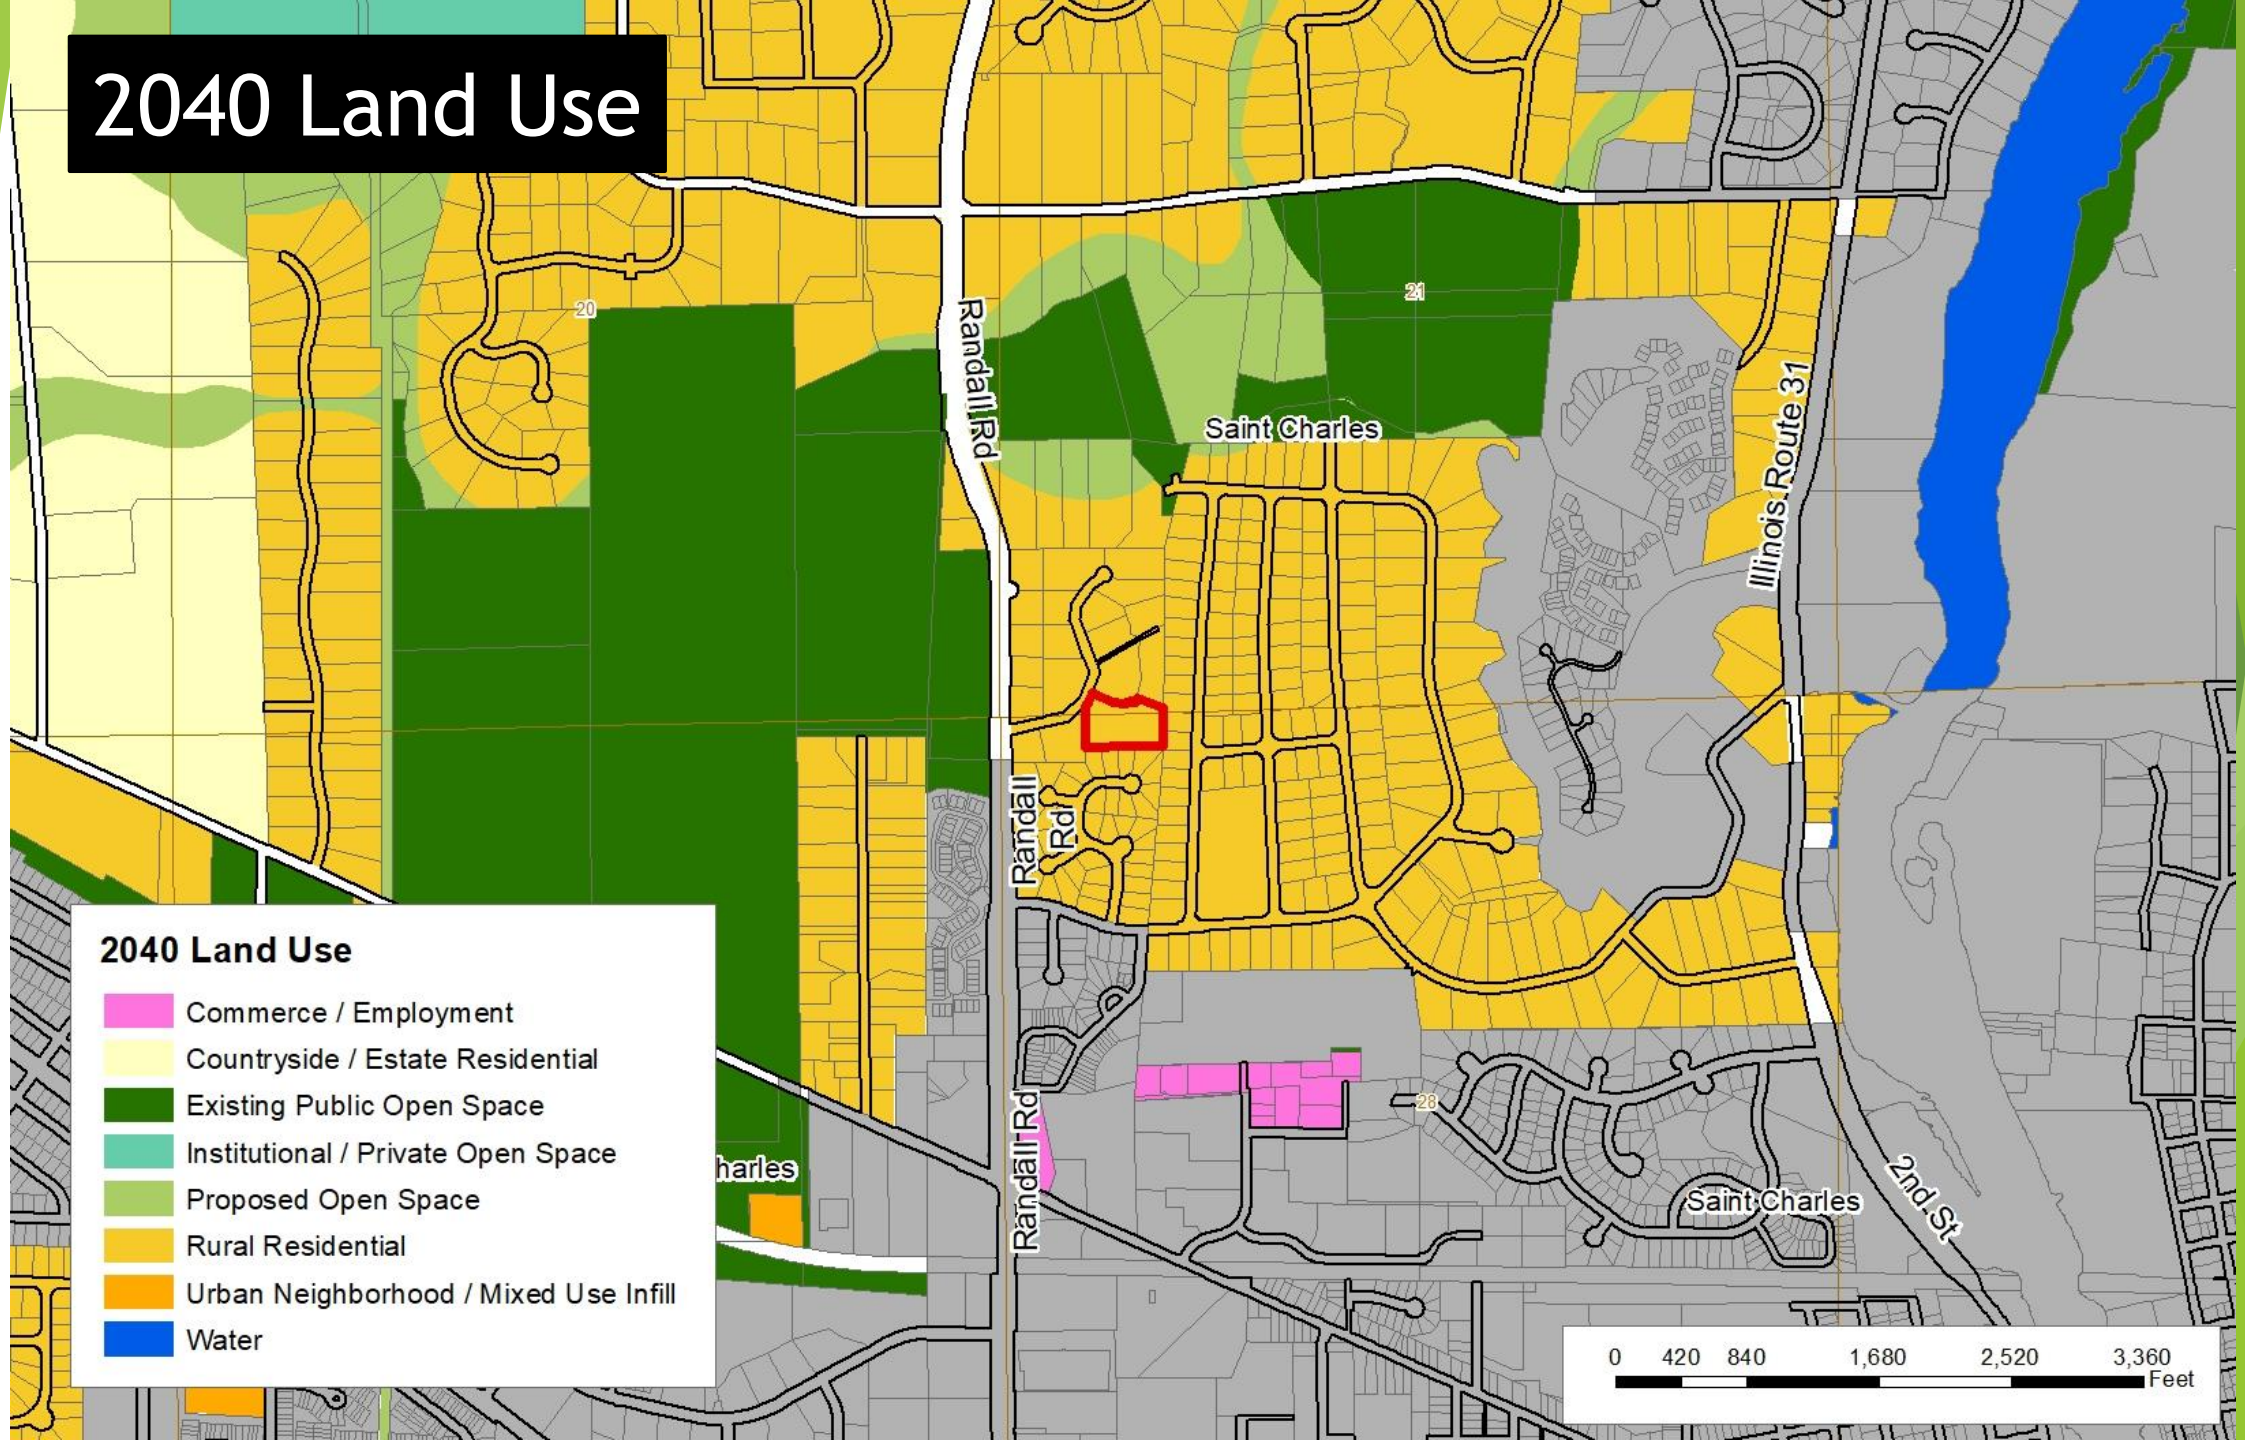 2040 Land Use
20
21
Randall Rd
Saint Charles
Illinois Route 31
Randall
Rd
2040 Land Use
Commerce / Employment
Countryside / Estate Residential
Existing Public Open Space
Institutional / Private Open Space
Proposed Open Space
Rural Residential
Urban Neighborhood / Mixed Use Infill
Water
harles
Randall Rd
28
Saint Charles
2nd St
0 420 840 1,680 2,520 3,360
Feet